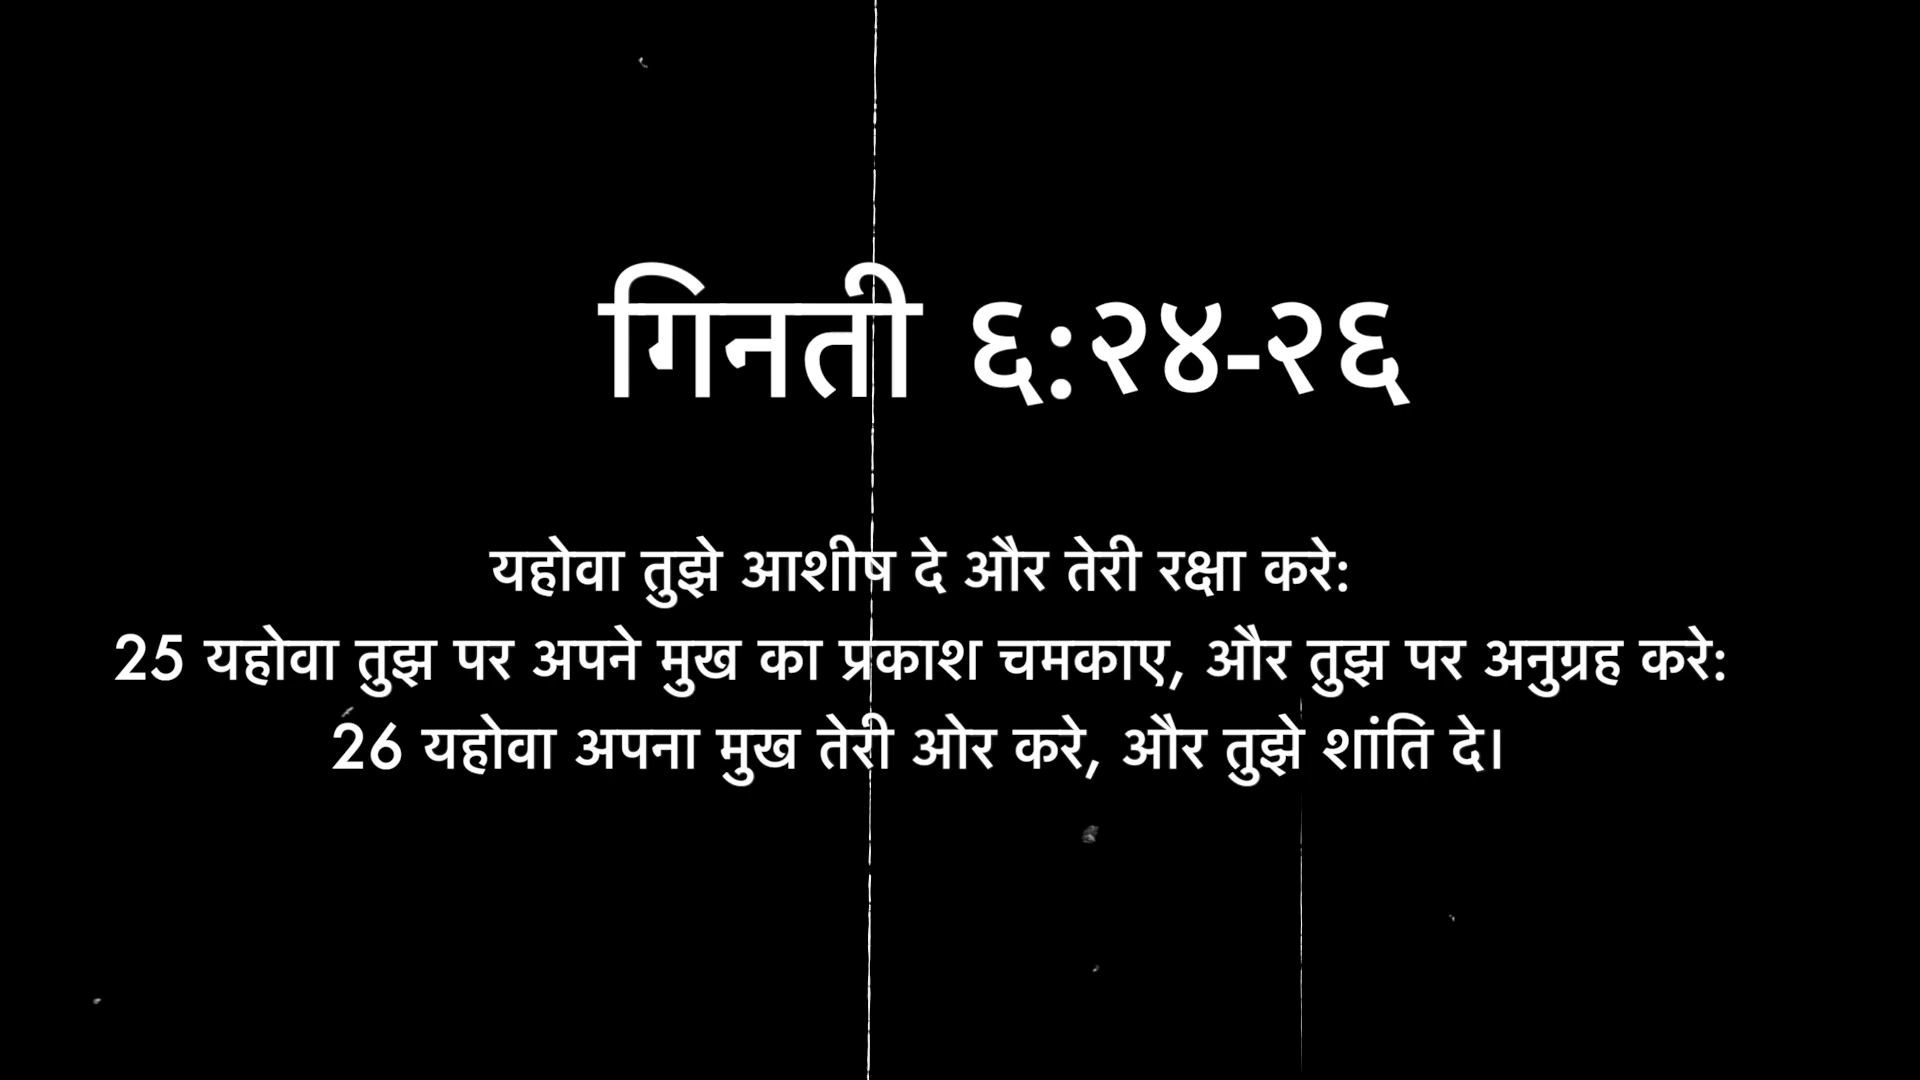 गिनती ६:२४-२६
यहोवा तुझे आशीष दे और तेरी रक्षा करे:
25 यहोवा तुझ पर अपने मुख का प्रकाश चमकाए, और तुझ पर अनुग्रह करे:
26 यहोवा अपना मुख तेरी ओर करे, और तुझे शांति दे।